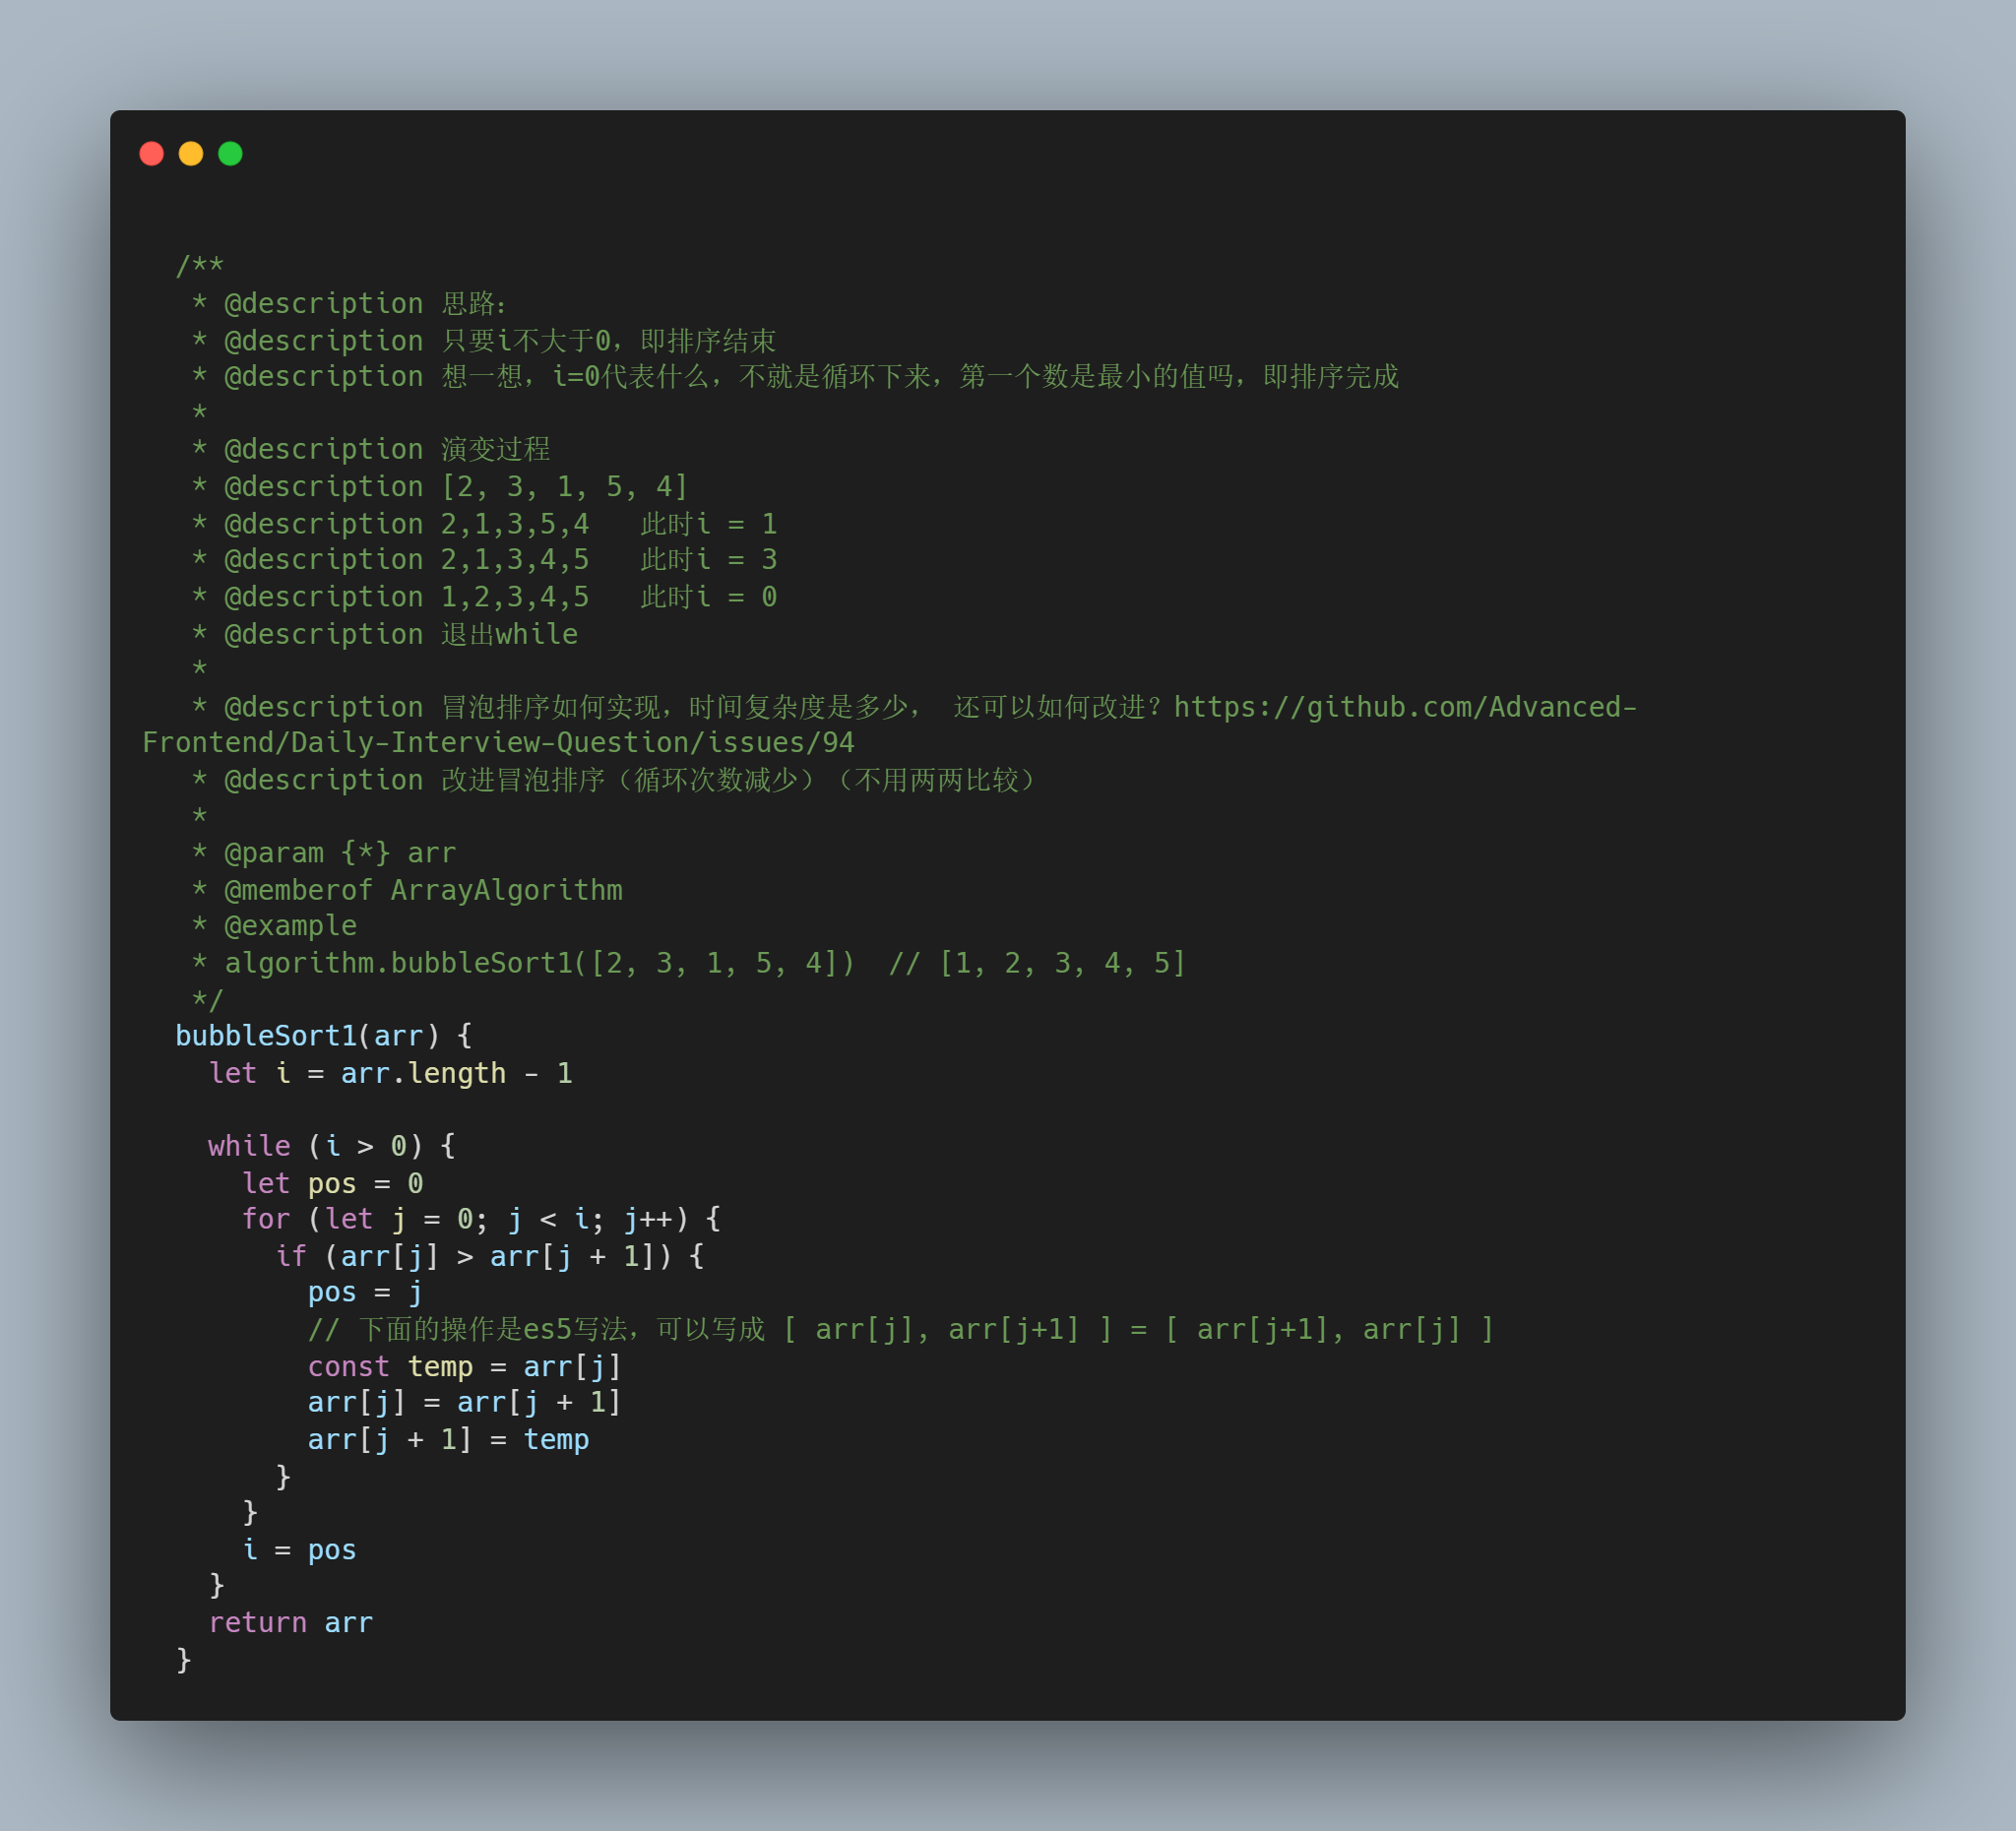 /**
 * @description 思路：
 * @description 只要i不大于0，即排序结束
 * @description 想一想，i=0代表什么，不就是循环下来，第一个数是最小的值吗，即排序完成
 *
 * @description 演变过程
 * @description [2, 3, 1, 5, 4]
 * @description 2,1,3,5,4   此时i = 1
 * @description 2,1,3,4,5   此时i = 3
 * @description 1,2,3,4,5   此时i = 0
 * @description 退出while
 *
 * @description 冒泡排序如何实现，时间复杂度是多少， 还可以如何改进？https://github.com/Advanced-
Frontend/Daily-Interview-Question/issues/94
 * @description 改进冒泡排序（循环次数减少）（不用两两比较）
 *
 * @param {*} arr
 * @memberof ArrayAlgorithm
 * @example
 * algorithm.bubbleSort1([2, 3, 1, 5, 4])  // [1, 2, 3, 4, 5]
 */
bubbleSort1(arr) {
  let i = arr.length - 1

  while (i > 0) {
    let pos = 0
    for (let j = 0; j < i; j++) {
      if (arr[j] > arr[j + 1]) {
        pos = j
        // 下面的操作是es5写法，可以写成 [ arr[j], arr[j+1] ] = [ arr[j+1], arr[j] ]
        const temp = arr[j]
        arr[j] = arr[j + 1]
        arr[j + 1] = temp
      }
    }
    i = pos
  }
  return arr
}